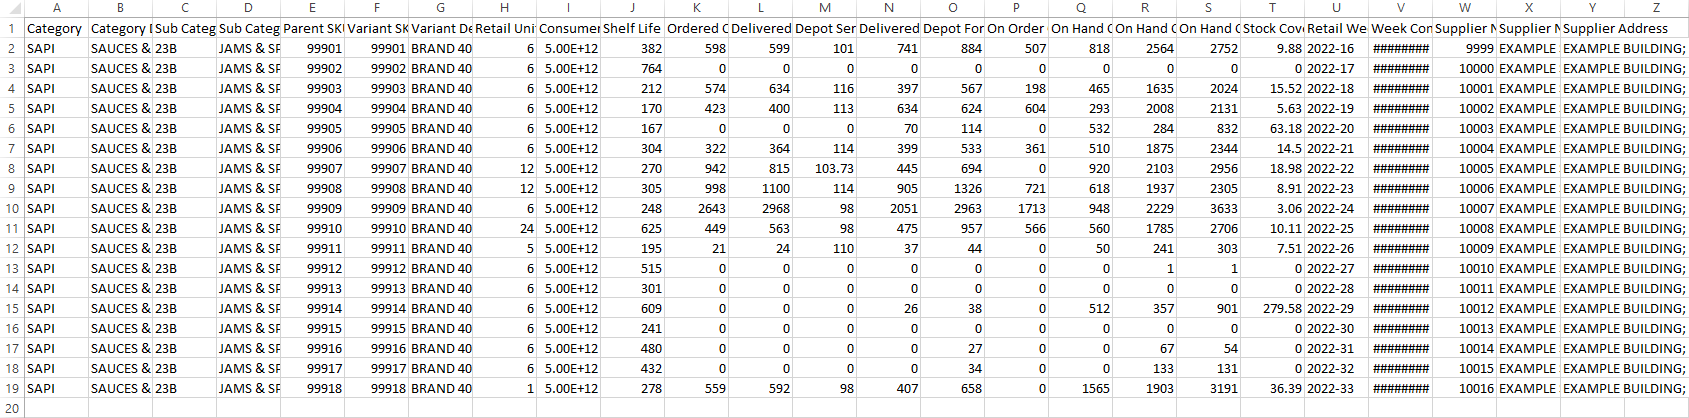 A B C D E F G H I J K L M N O P Q R S T U V W X Y Z
1 Category Category D Sub Categ Sub Categ Parent SKU Variant SK Variant De Retail Uni Consumer Shelf Life Ordered C Delivered Depot Ser Delivered Depot For On Order On Hand C On Hand C On Hand C Stock Cove Retail We Week Con Supplier N Supplier N Supplier Address
2 SAPI SAUCES & 23B JAMS & SP 99901 99901 BRAND 40 6 5.00E+12 382 598 599 101 741 884 507 818 2564 2752 9.88 2022-16 ######## 9999 EXAMPLE EXAMPLE BUILDING;
3 SAPI SAUCES & 23B JAMS & SP 99902 99902 BRAND 40 6 5.00E+12 764 0 0 0 0 0 0 0 0 0 0 2022-17 ######## 10000 EXAMPLE EXAMPLE BUILDING;
4 SAPI SAUCES & 23B JAMS & SP 99903 99903 BRAND 40 6 5.00E+12 212 574 634 116 397 567 198 465 1635 2024 15.52 2022-18 ######## 10001 EXAMPLE EXAMPLE BUILDING;
5 SAPI SAUCES & 23B JAMS & SP 99904 99904 BRAND 40 6 5.00E+12 170 423 400 113 634 624 604 293 2008 2131 5.63 2022-19 ######## 10002 EXAMPLE EXAMPLE BUILDING;
6 SAPI SAUCES & 23B JAMS & SP 99905 99905 BRAND 40 6 5.00E+12 167 0 0 0 70 114 0 532 284 832 63.18 2022-20 ######## 10003 EXAMPLE EXAMPLE BUILDING;
7 SAPI SAUCES & 23B JAMS & SP 99906 99906 BRAND 40 6 5.00E+12 304 322 364 114 399 533 361 510 1875 2344 14.5 2022-21 ######## 10004 EXAMPLE EXAMPLE BUILDING;
8 SAPI SAUCES & 23B JAMS & SP 99907 99907 BRAND 40 12 5.00E+12 270 942 815 103.73 445 694 0 920 2103 2956 18.98 2022-22 ######## 10005 EXAMPLE EXAMPLE BUILDING;
9 SAPI SAUCES & 23B JAMS & SP 99908 99908 BRAND 40 12 5.00E+12 305 998 1100 114 905 1326 721 618 1937 2305 8.91 2022-23 ######## 10006 EXAMPLE EXAMPLE BUILDING;
10 SAPI SAUCES & 23B JAMS & SP 99909 99909 BRAND 40 6 5.00E+12 248 2643 2968 98 2051 2963 1713 948 2229 3633 3.06 2022-24 ######## 10007 EXAMPLE EXAMPLE BUILDING;
11 SAPI SAUCES & 23B JAMS & SP 99910 99910 BRAND 40 24 5.00E+12 625 449 563 98 475 957 566 560 1785 2706 10.11 2022-25 ######## 10008 EXAMPLE EXAMPLE BUILDING;
12 SAPI SAUCES & 23B JAMS & SP 99911 99911 BRAND 40 5 5.00E+12 195 21 24 110 37 44 0 50 241 303 7.51 2022-26 ######## 10009 EXAMPLE EXAMPLE BUILDING;
13 SAPI SAUCES & 23B JAMS & SP 99912 99912 BRAND 40 6 5.00E+12 515 0 0 0 0 0 0 0 1 1 0 2022-27 ######## 10010 EXAMPLE EXAMPLE BUILDING;
14 SAPI SAUCES & 23B JAMS & SP 99913 99913 BRAND 40 6 5.00E+12 301 0 0 0 0 0 0 0 0 0 0 2022-28 ######## 10011 EXAMPLE EXAMPLE BUILDING;
15 SAPI SAUCES & 23B JAMS & SP 99914 99914 BRAND 40 6 5.00E+12 609 0 0 0 26 38 0 512 357 901 279.58 2022-29 ######## 10012 EXAMPLE EXAMPLE BUILDING;
16 SAPI SAUCES & 23B JAMS & SP 99915 99915 BRAND 40 6 5.00E+12 241 0 0 0 0 0 0 0 0 0 0 2022-30 ######## 10013 EXAMPLE EXAMPLE BUILDING;
17 SAPI SAUCES & 23B JAMS & SP 99916 99916 BRAND 40 6 5.00E+12 480 0 0 0 0 27 0 0 67 54 0 2022-31 ######## 10014 EXAMPLE EXAMPLE BUILDING;
18 SAPI SAUCES & 23B JAMS & SP 99917 99917 BRAND 40 6 5.00E+12 432 0 0 0 0 34 0 0 133 131 0 2022-32 ######## 10015 EXAMPLE EXAMPLE BUILDING;
19 SAPI SAUCES & 23B JAMS & SP 99918 99918 BRAND 40 1 5.00E+12 278 559 592 98 407 658 0 1565 1903 3191 36.39 2022-33 ######## 10016 EXAMPLE EXAMPLE BUILDING;
20